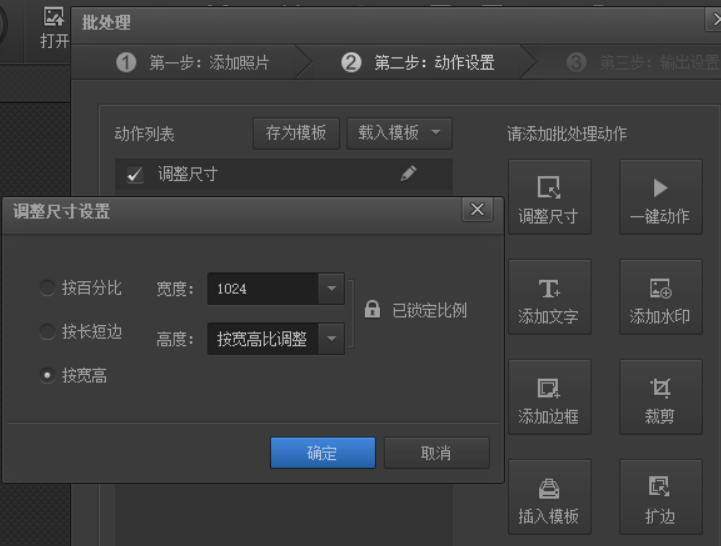 打开
批处理
1 第一步：添加照片
2 第二步：动作设置
3 第三步：输出设置
动作列表
存为模板
载入模板
请添加批处理动作
调整尺寸
调整尺寸
一键动作
调整尺寸设置
按百分比
宽度：
1024
按长短边
高度：
按宽高比调整
已锁定比例
按宽高
确定
取消
添加文字
添加水印
添加边框
裁剪
插入模板
扩边